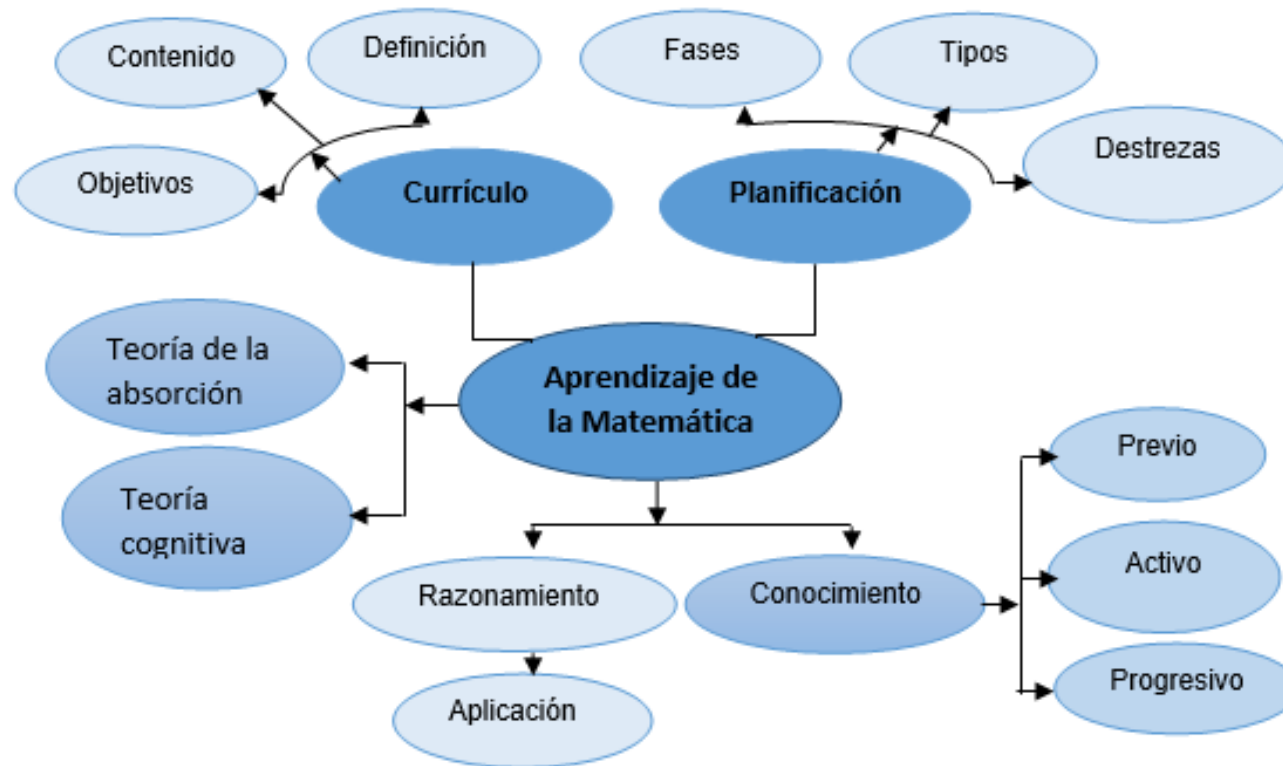 Contenido
Definición
Fases
Tipos
Objetivos
Currículo
Planificación
Destrezas
Teoría de la
absorción
Aprendizaje de
la Matemática
Teoría
cognitiva
Previo
Activo
Progresivo
Razonamiento
Conocimiento
Aplicación